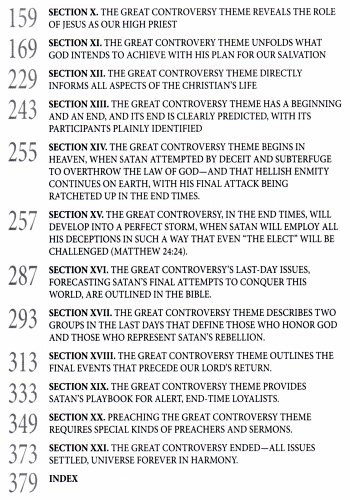 159 SECTION X. THE GREAT CONTROVERSY THEME REVEALS THE ROLE
OF JESUS AS OUR HIGH PRIEST
169 SECTION XI. THE GREAT CONTROVERY THEME UNFOLDS WHAT
GOD INTENDS TO ACHIEVE WITH HIS PLAN FOR OUR SALVATION
229 SECTION XII. THE GREAT CONTROVERSY THEME DIRECTLY
INFORMS ALL ASPECTS OF THE CHRISTIAN'S LIFE
243 SECTION XIII. THE GREAT CONTROVERSY THEME HAS A BEGINNING
AND AN END, AND ITS END IS CLEARLY PREDICTED, WITH ITS
PARTICIPANTS PLAINLY IDENTIFIED
255 SECTION XIV. THE GREAT CONTROVERSY THEME BEGINS IN
HEAVEN, WHEN SATAN ATTEMPTED BY DECEIT AND SUBTERFUGE
TO OVERTHROW THE LAW OF GOD—AND THAT HELLISH ENMITY
CONTINUES ON EARTH, WITH HIS FINAL ATTACK BEING
RATCHETED UP IN THE END TIMES.
257 SECTION XV. THE GREAT CONTROVERSY, IN THE END TIMES, WILL
DEVELOP INTO A PERFECT STORM, WHEN SATAN WILL EMPLOY ALL
HIS DECEPTIONS IN SUCH A WAY THAT EVEN "THE ELECT" WILL BE
CHALLENGED (MATTHEW 24:24).
287 SECTION XVI. THE GREAT CONTROVERSY'S LAST-DAY ISSUES,
FORECASTING SATAN'S FINAL ATTEMPTS TO CONQUER THIS
WORLD, ARE OUTLINED IN THE BIBLE.
293 SECTION XVII. THE GREAT CONTROVERSY THEME DESCRIBES TWO
GROUPS IN THE LAST DAYS THAT DEFINE THOSE WHO HONOR GOD
AND THOSE WHO REPRESENT SATAN'S REBELLION.
313 SECTION XVIII. THE GREAT CONTROVERSY THEME OUTLINES THE
FINAL EVENTS THAT PRECEDE OUR LORD'S RETURN.
333 SECTION XIX. THE GREAT CONTROVERSY THEME PROVIDES
SATAN'S PLAYBOOK FOR ALERT, END-TIME LOYALISTS.
349 SECTION XX. PREACHING THE GREAT CONTROVERSY THEME
REQUIRES SPECIAL KINDS OF PREACHERS AND SERMONS.
373 SECTION XXI. THE GREAT CONTROVERSY ENDED—ALL ISSUES
SETTLED, UNIVERSE FOREVER IN HARMONY.
379 INDEX